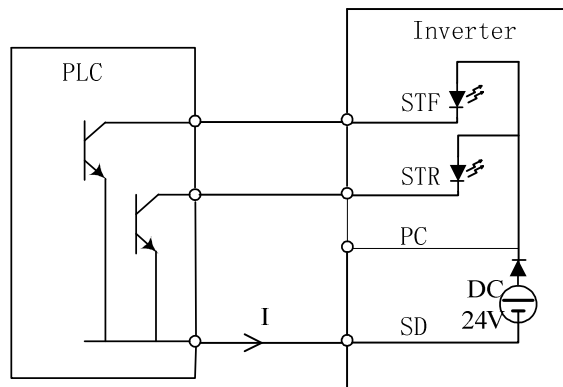 Inverter
PLC
STF
STR
PC
DC
24V
I
SD